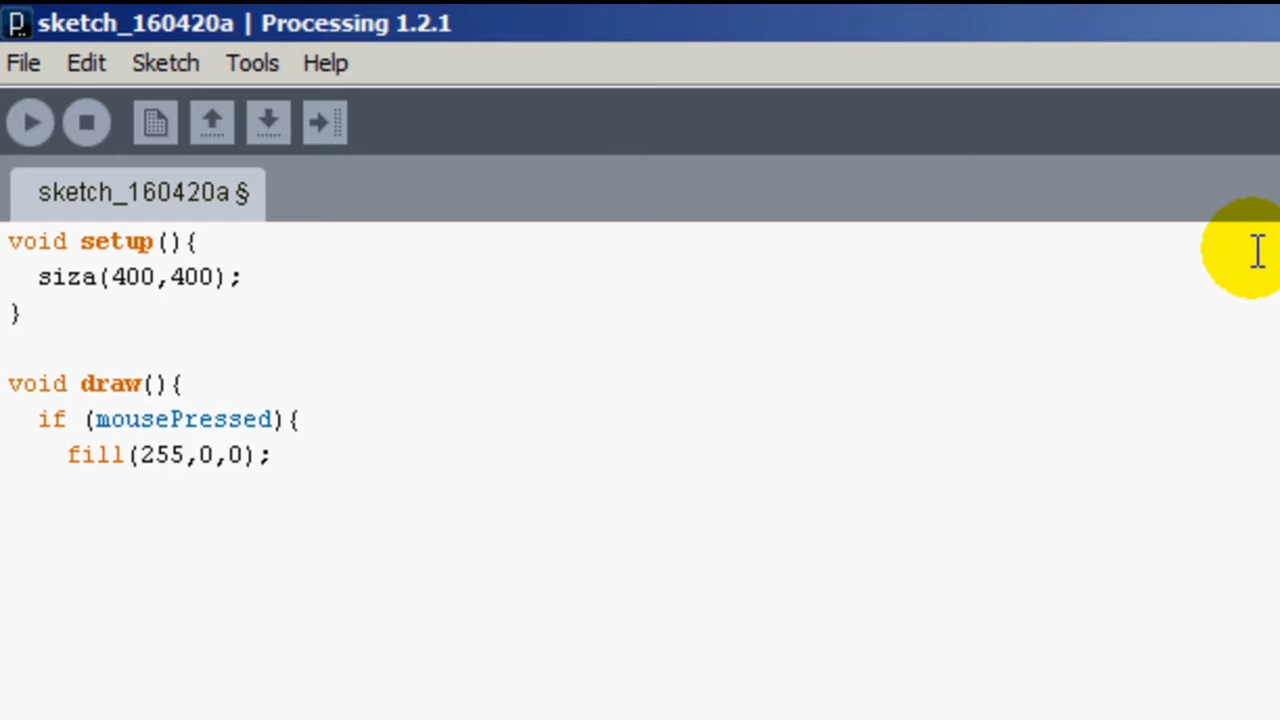 sketch_160420a | Processing 1.2.1
File Edit Sketch Tools Help
sketch_160420a §
void setup(){
  siza(400,400);
}
void draw(){
  if (mousePressed){
    fill(255,0,0);